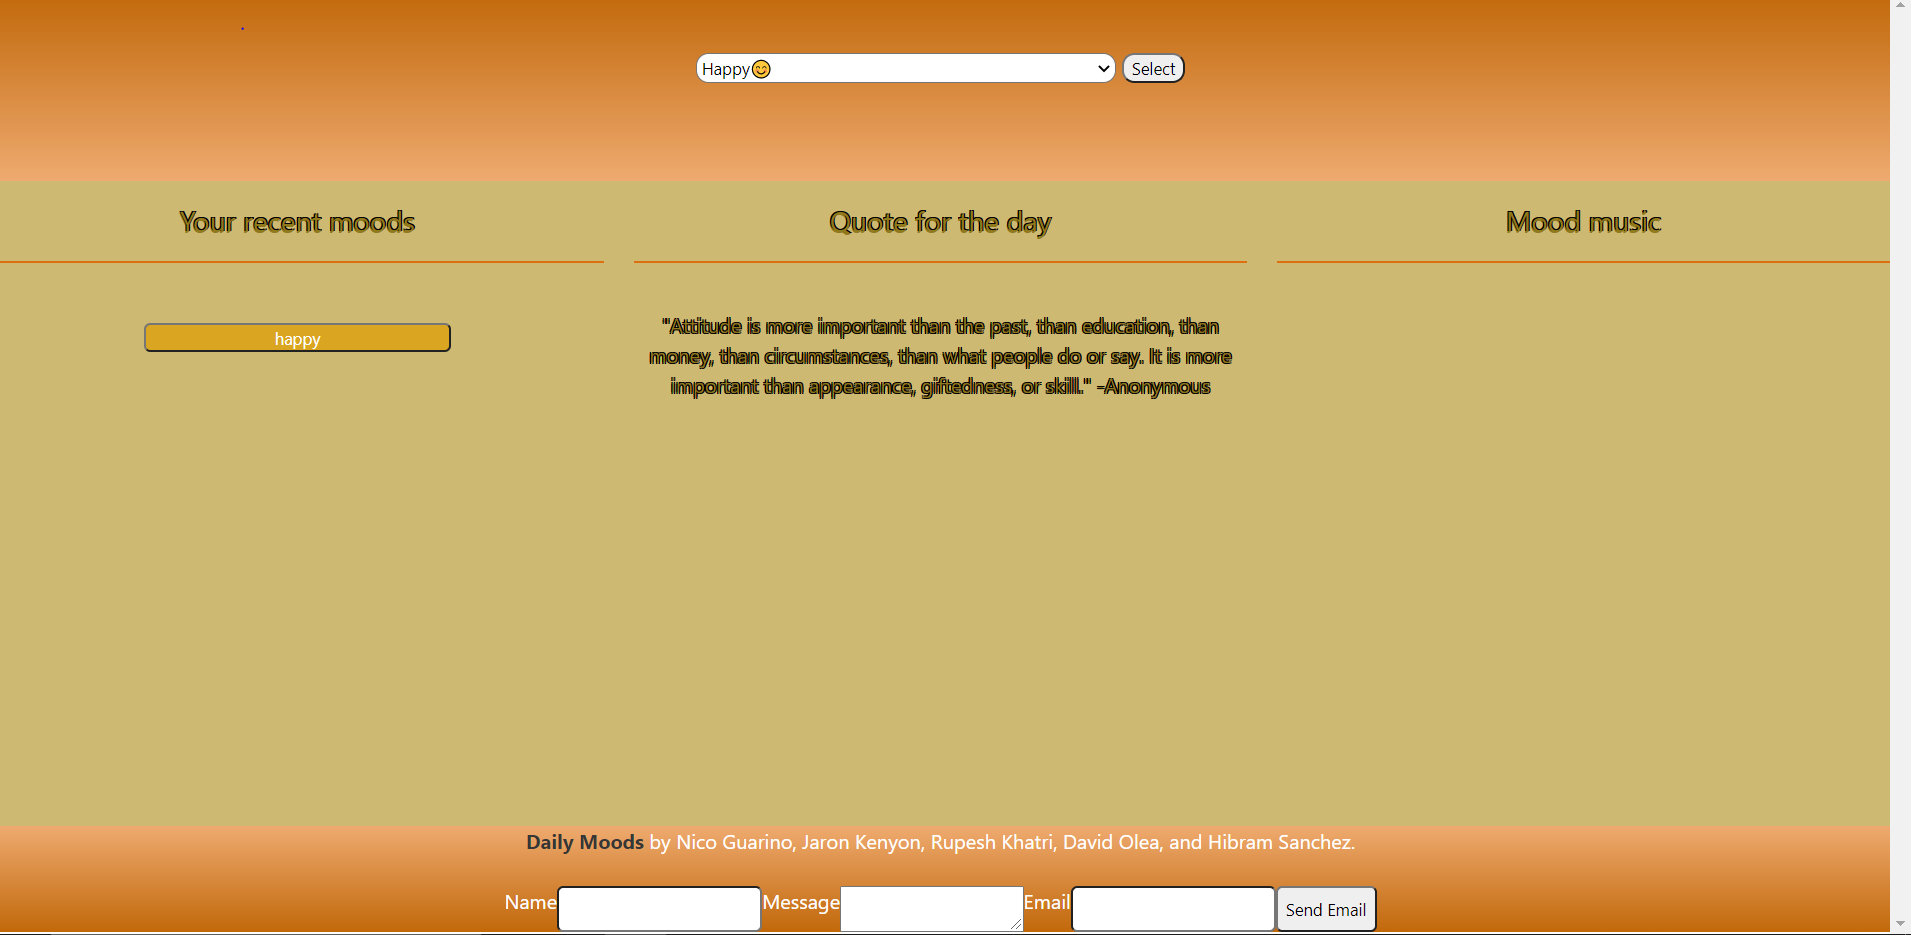 Happy😊
Select
Your recent moods
Quote for the day
Mood music
happy
"Attitude is more important than the past, than education, than
money, than circumstances, than what people do or say. It is more
important than appearance, giftedness, or skill." -Anonymous
Daily Moods by Nico Guarino, Jaron Kenyon, Rupesh Khatri, David Olea, and Hibram Sanchez.
Name Message Email Send Email